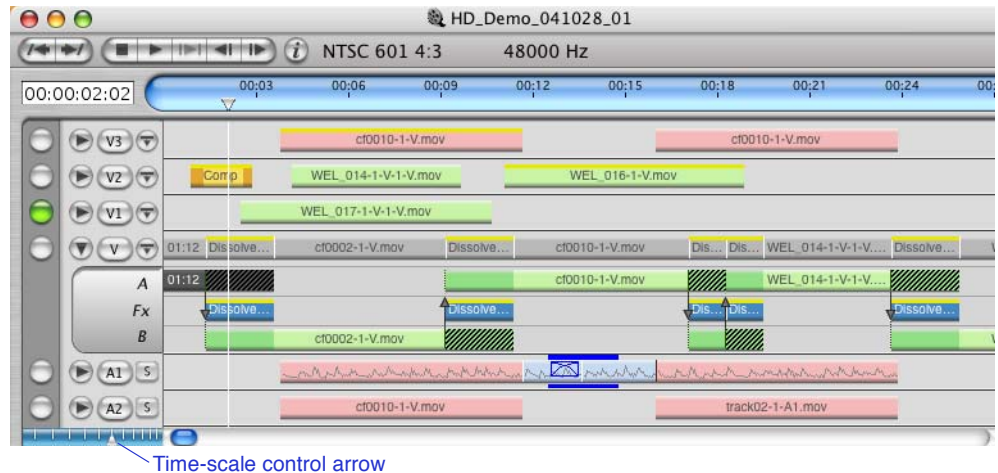 HD_Demo_041028_01
i NTSC 601 4:3 48000 Hz
00:00:02:02 00:03 00:06 00:09 00:12 00:15 00:18 00:21 00:24 00:
V3 cf0010-1-V.mov cf0010-1-V.mov
V2 Comp WEL_014-1-V-1-V.mov WEL_016-1-V.mov
V1 WEL_017-1-V-1-V.mov
V 01:12 Dissolve... cf0002-1-V.mov Dissolve... cf0010-1-V.mov Dis... Dis... WEL_014-1-V-1-V.... Dissolve...
A 01:12 cf0010-1-V.mov WEL_014-1-V-1-V....
Fx Dissolve... Dissolve... Dis... Dis... Dissolve...
B cf0002-1-V.mov
A1 S
A2 S cf0010-1-V.mov track02-1-A1.mov
Time-scale control arrow